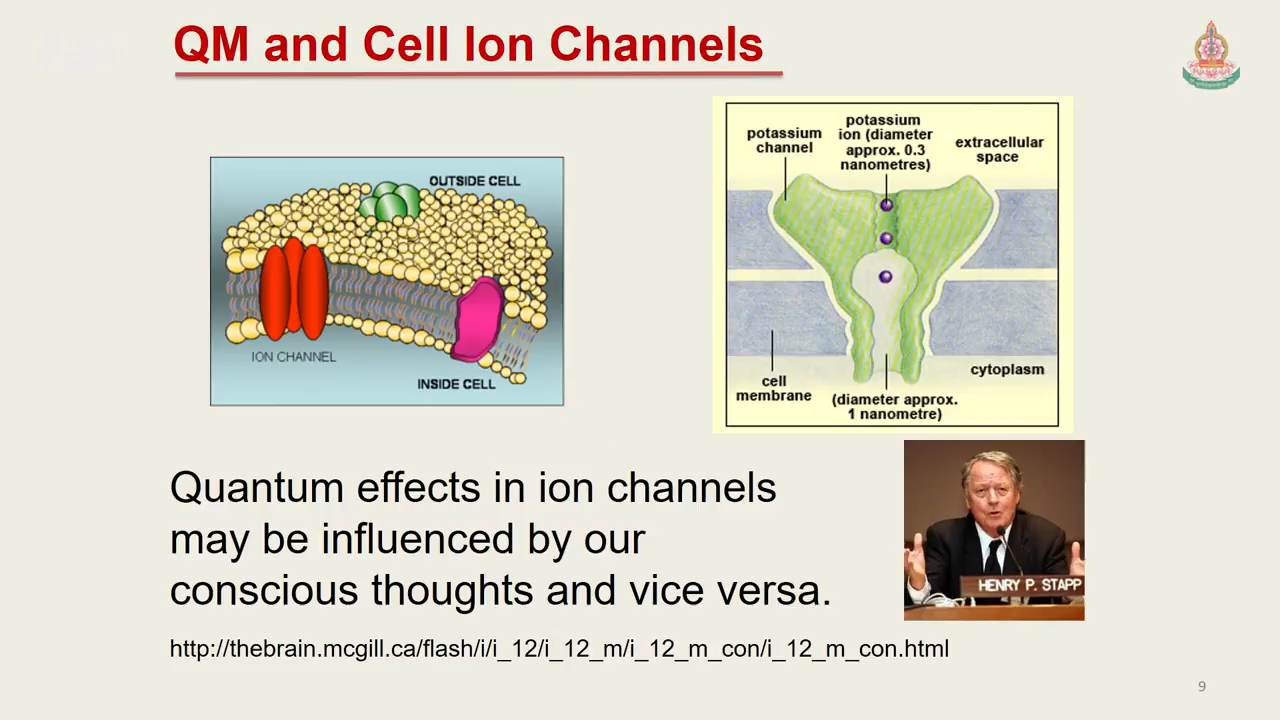 QM and Cell Ion Channels
OUTSIDE CELL
ION CHANNEL
INSIDE CELL
potassium
channel
potassium
ion (diameter
approx. 0.3
nanometres)
extracellular
space
cell
membrane
(diameter approx.
1 nanometre)
cytoplasm
Quantum effects in ion channels
may be influenced by our
conscious thoughts and vice versa.
HENRY P. STAPP
http://thebrain.mcgill.ca/flash/i/i_12/i_12_m/i_12_m_con/i_12_m_con.html
9